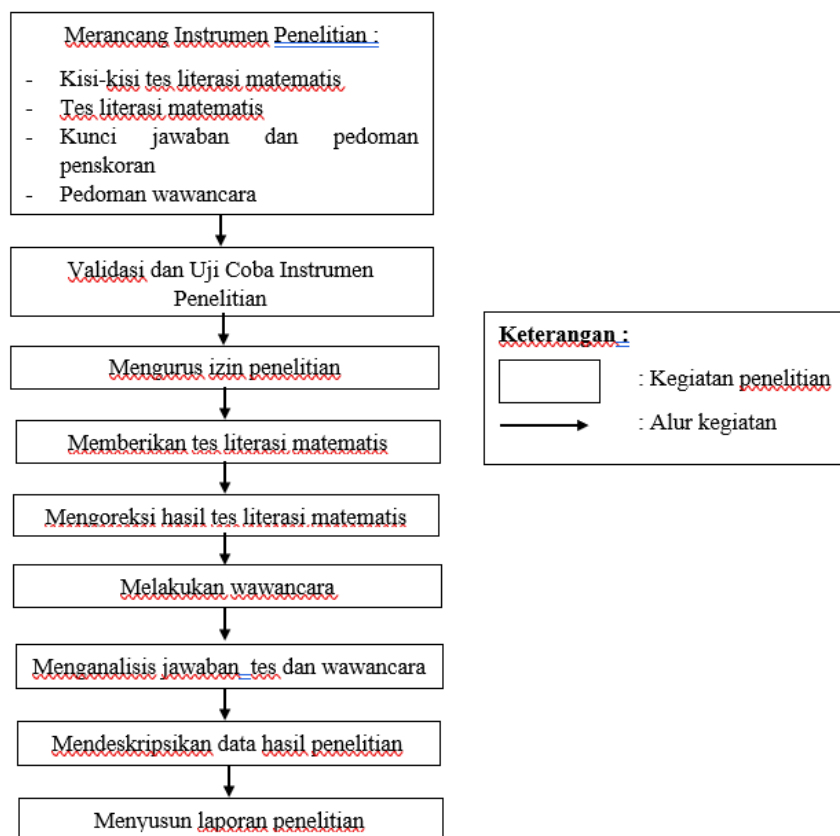 Merancang Instrumen Penelitian :
- Kisi-kisi tes literasi matematis
- Tes literasi matematis
- Kunci jawaban dan pedoman
penskoran
- Pedoman wawancara
Validasi dan Uji Coba Instrumen
Penelitian
Mengurus izin penelitian
Memberikan tes literasi matematis
Mengoreksi hasil tes literasi matematis
Melakukan wawancara
Menganalisis jawaban tes dan wawancara
Mendeskripsikan data hasil penelitian
Menyusun laporan penelitian
Keterangan :
: Kegiatan penelitian
: Alur kegiatan